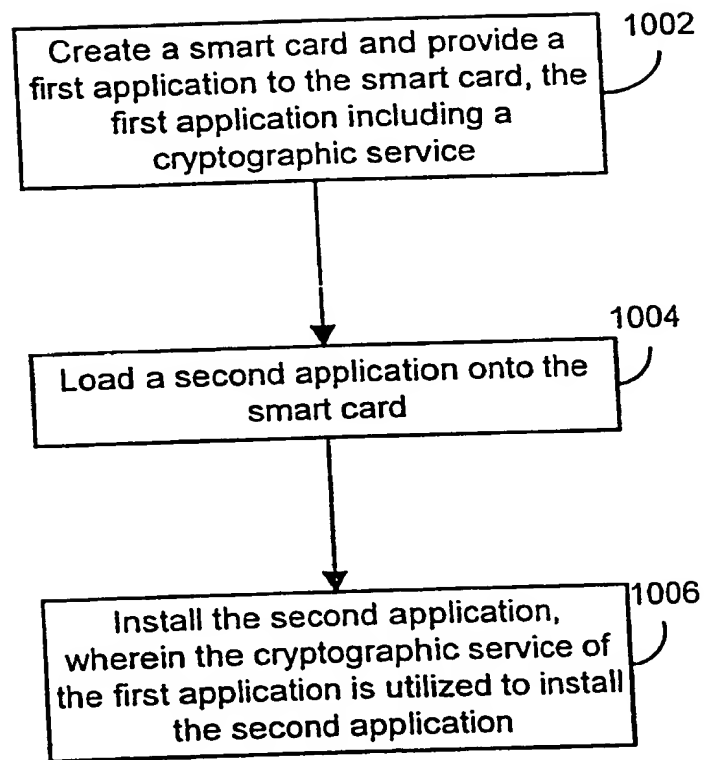 1002
Create a smart card and provide a
first application to the smart card, the
first application including a
cryptographic service
1004
Load a second application onto the
smart card
1006
Install the second application,
wherein the cryptographic service of
the first application is utilized to install
the second application